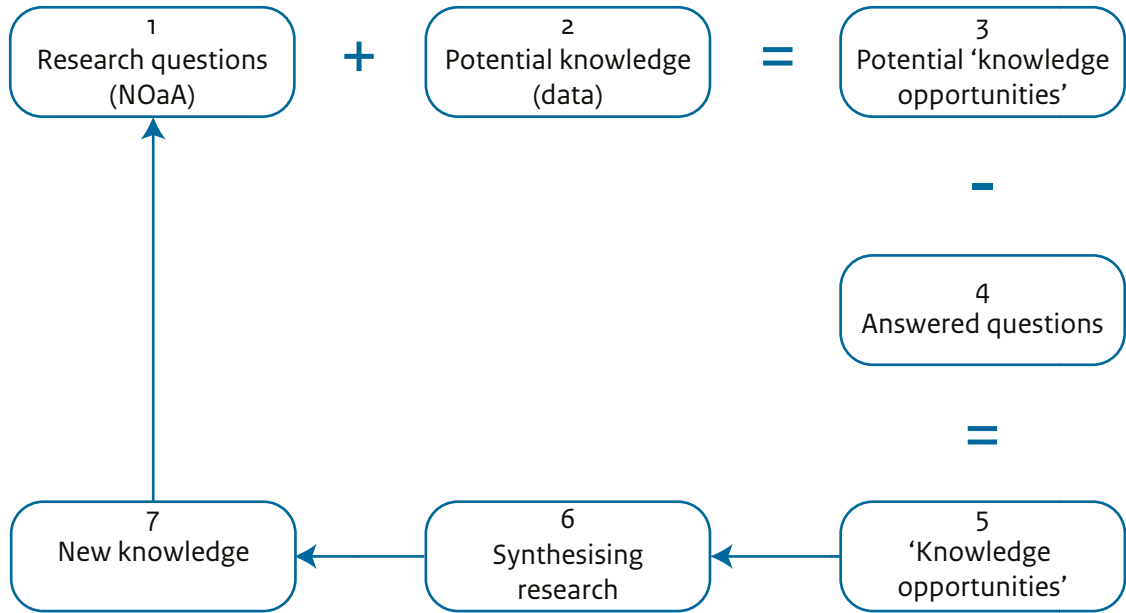 1
Research questions
(NOaA)
+
2
Potential knowledge
(data)
=
3
Potential ‘knowledge
opportunities’
-
4
Answered questions
=
5
‘Knowledge
opportunities’
6
Synthesising
research
7
New knowledge